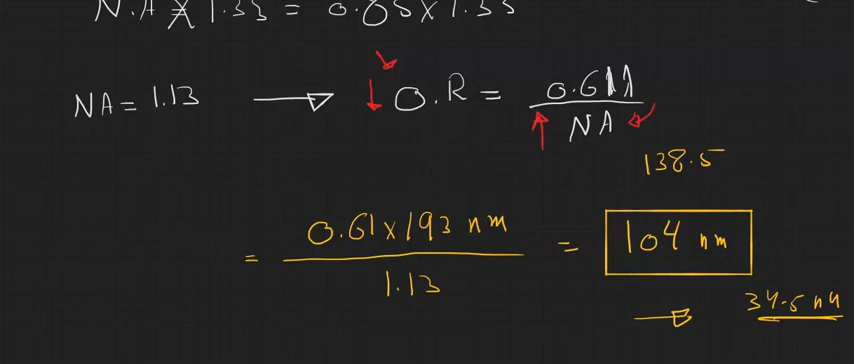 N.A x 1.33 = 0.85 x 1.33
NA = 1.13 → ↓ O.R = 0.61λ / NA
138.5
= 0.61 x 193 nm / 1.13 = 104 nm
→ 34.5 nm